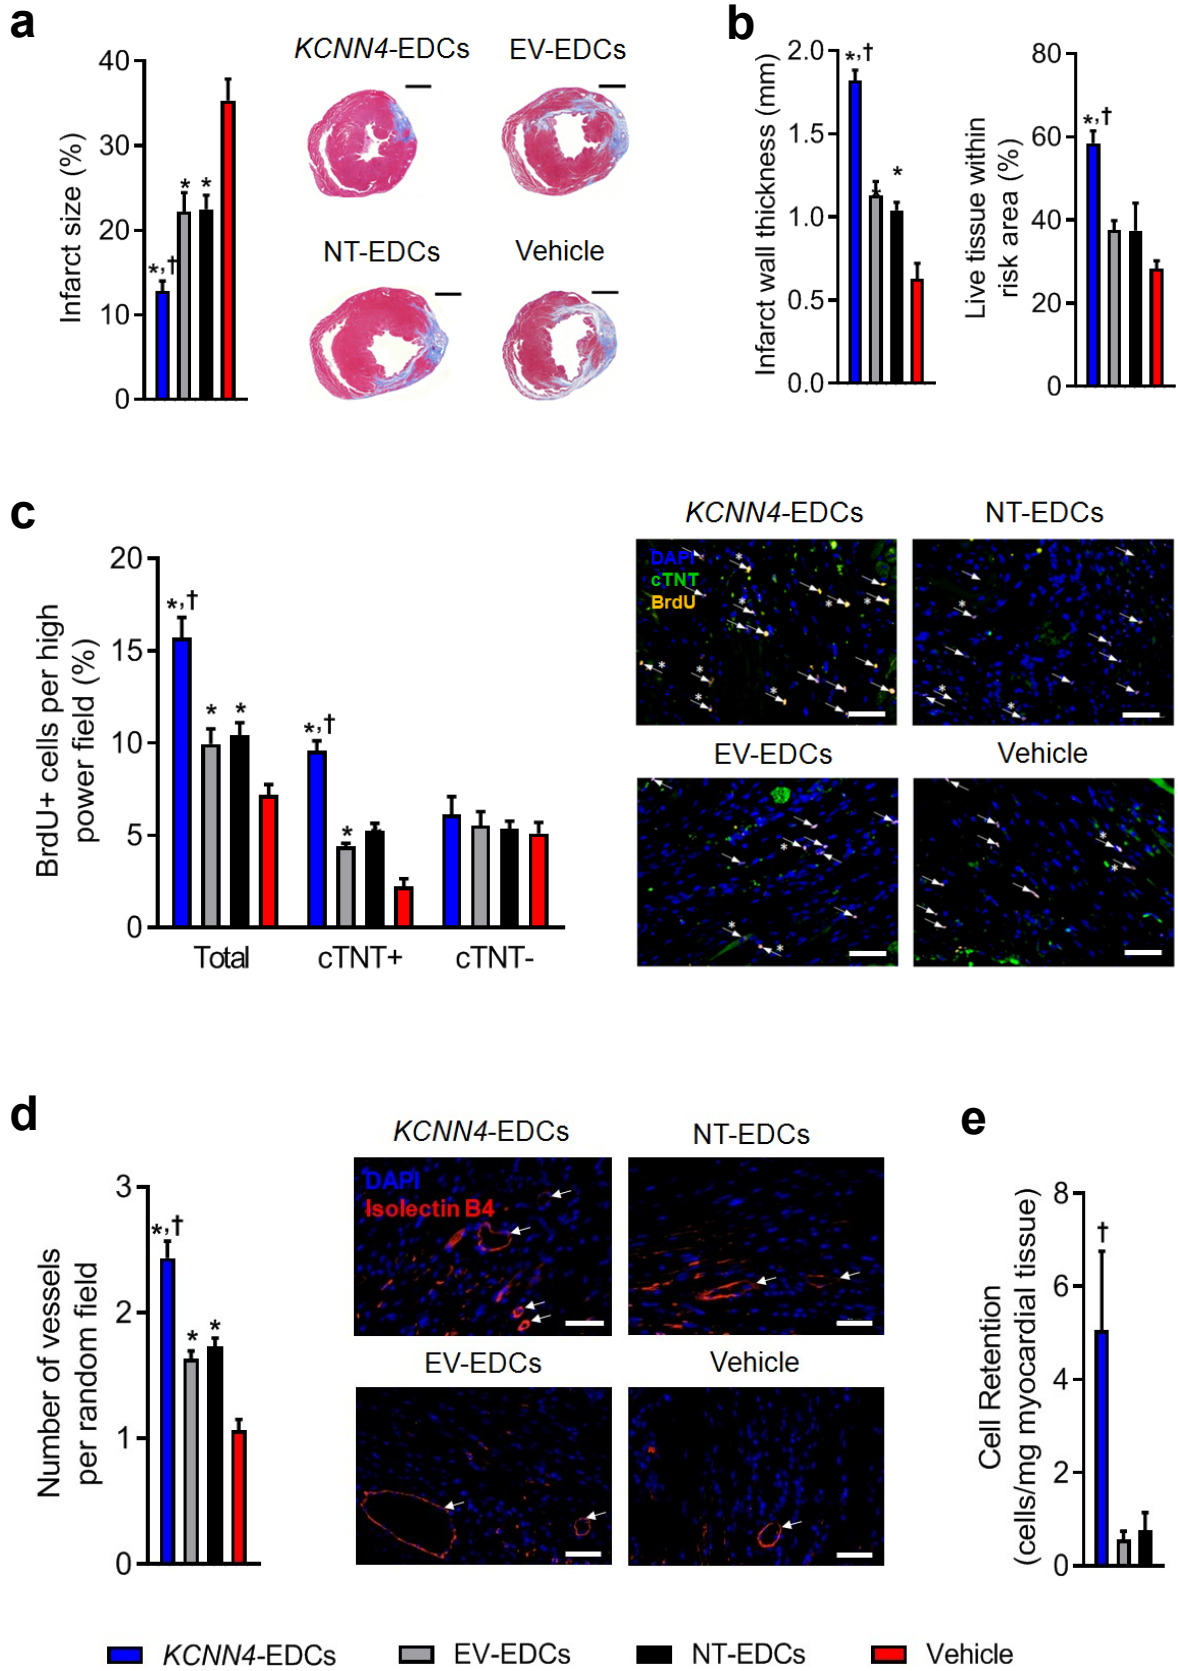 a
Infarct size (%)
40
30
20
10
0
*,†
*
*
KCNN4-EDCs
EV-EDCs
NT-EDCs
Vehicle
b
Infarct wall thickness (mm)
2.0
1.5
1.0
0.5
0.0
*,†
*
*
Live tissue within
risk area (%)
80
60
40
20
0
*,†
c
BrdU+ cells per high
power field (%)
20
15
10
5
0
*,†
*
*
*,†
*
Total
cTNT+
cTNT-
KCNN4-EDCs
NT-EDCs
DAPI
cTNT
BrdU
EV-EDCs
Vehicle
d
Number of vessels
per random field
3
2
1
0
*,†
*
*
KCNN4-EDCs
NT-EDCs
DAPI
Isolectin B4
EV-EDCs
Vehicle
e
Cell Retention
(cells/mg myocardial tissue)
8
6
4
2
0
†
KCNN4-EDCs
EV-EDCs
NT-EDCs
Vehicle